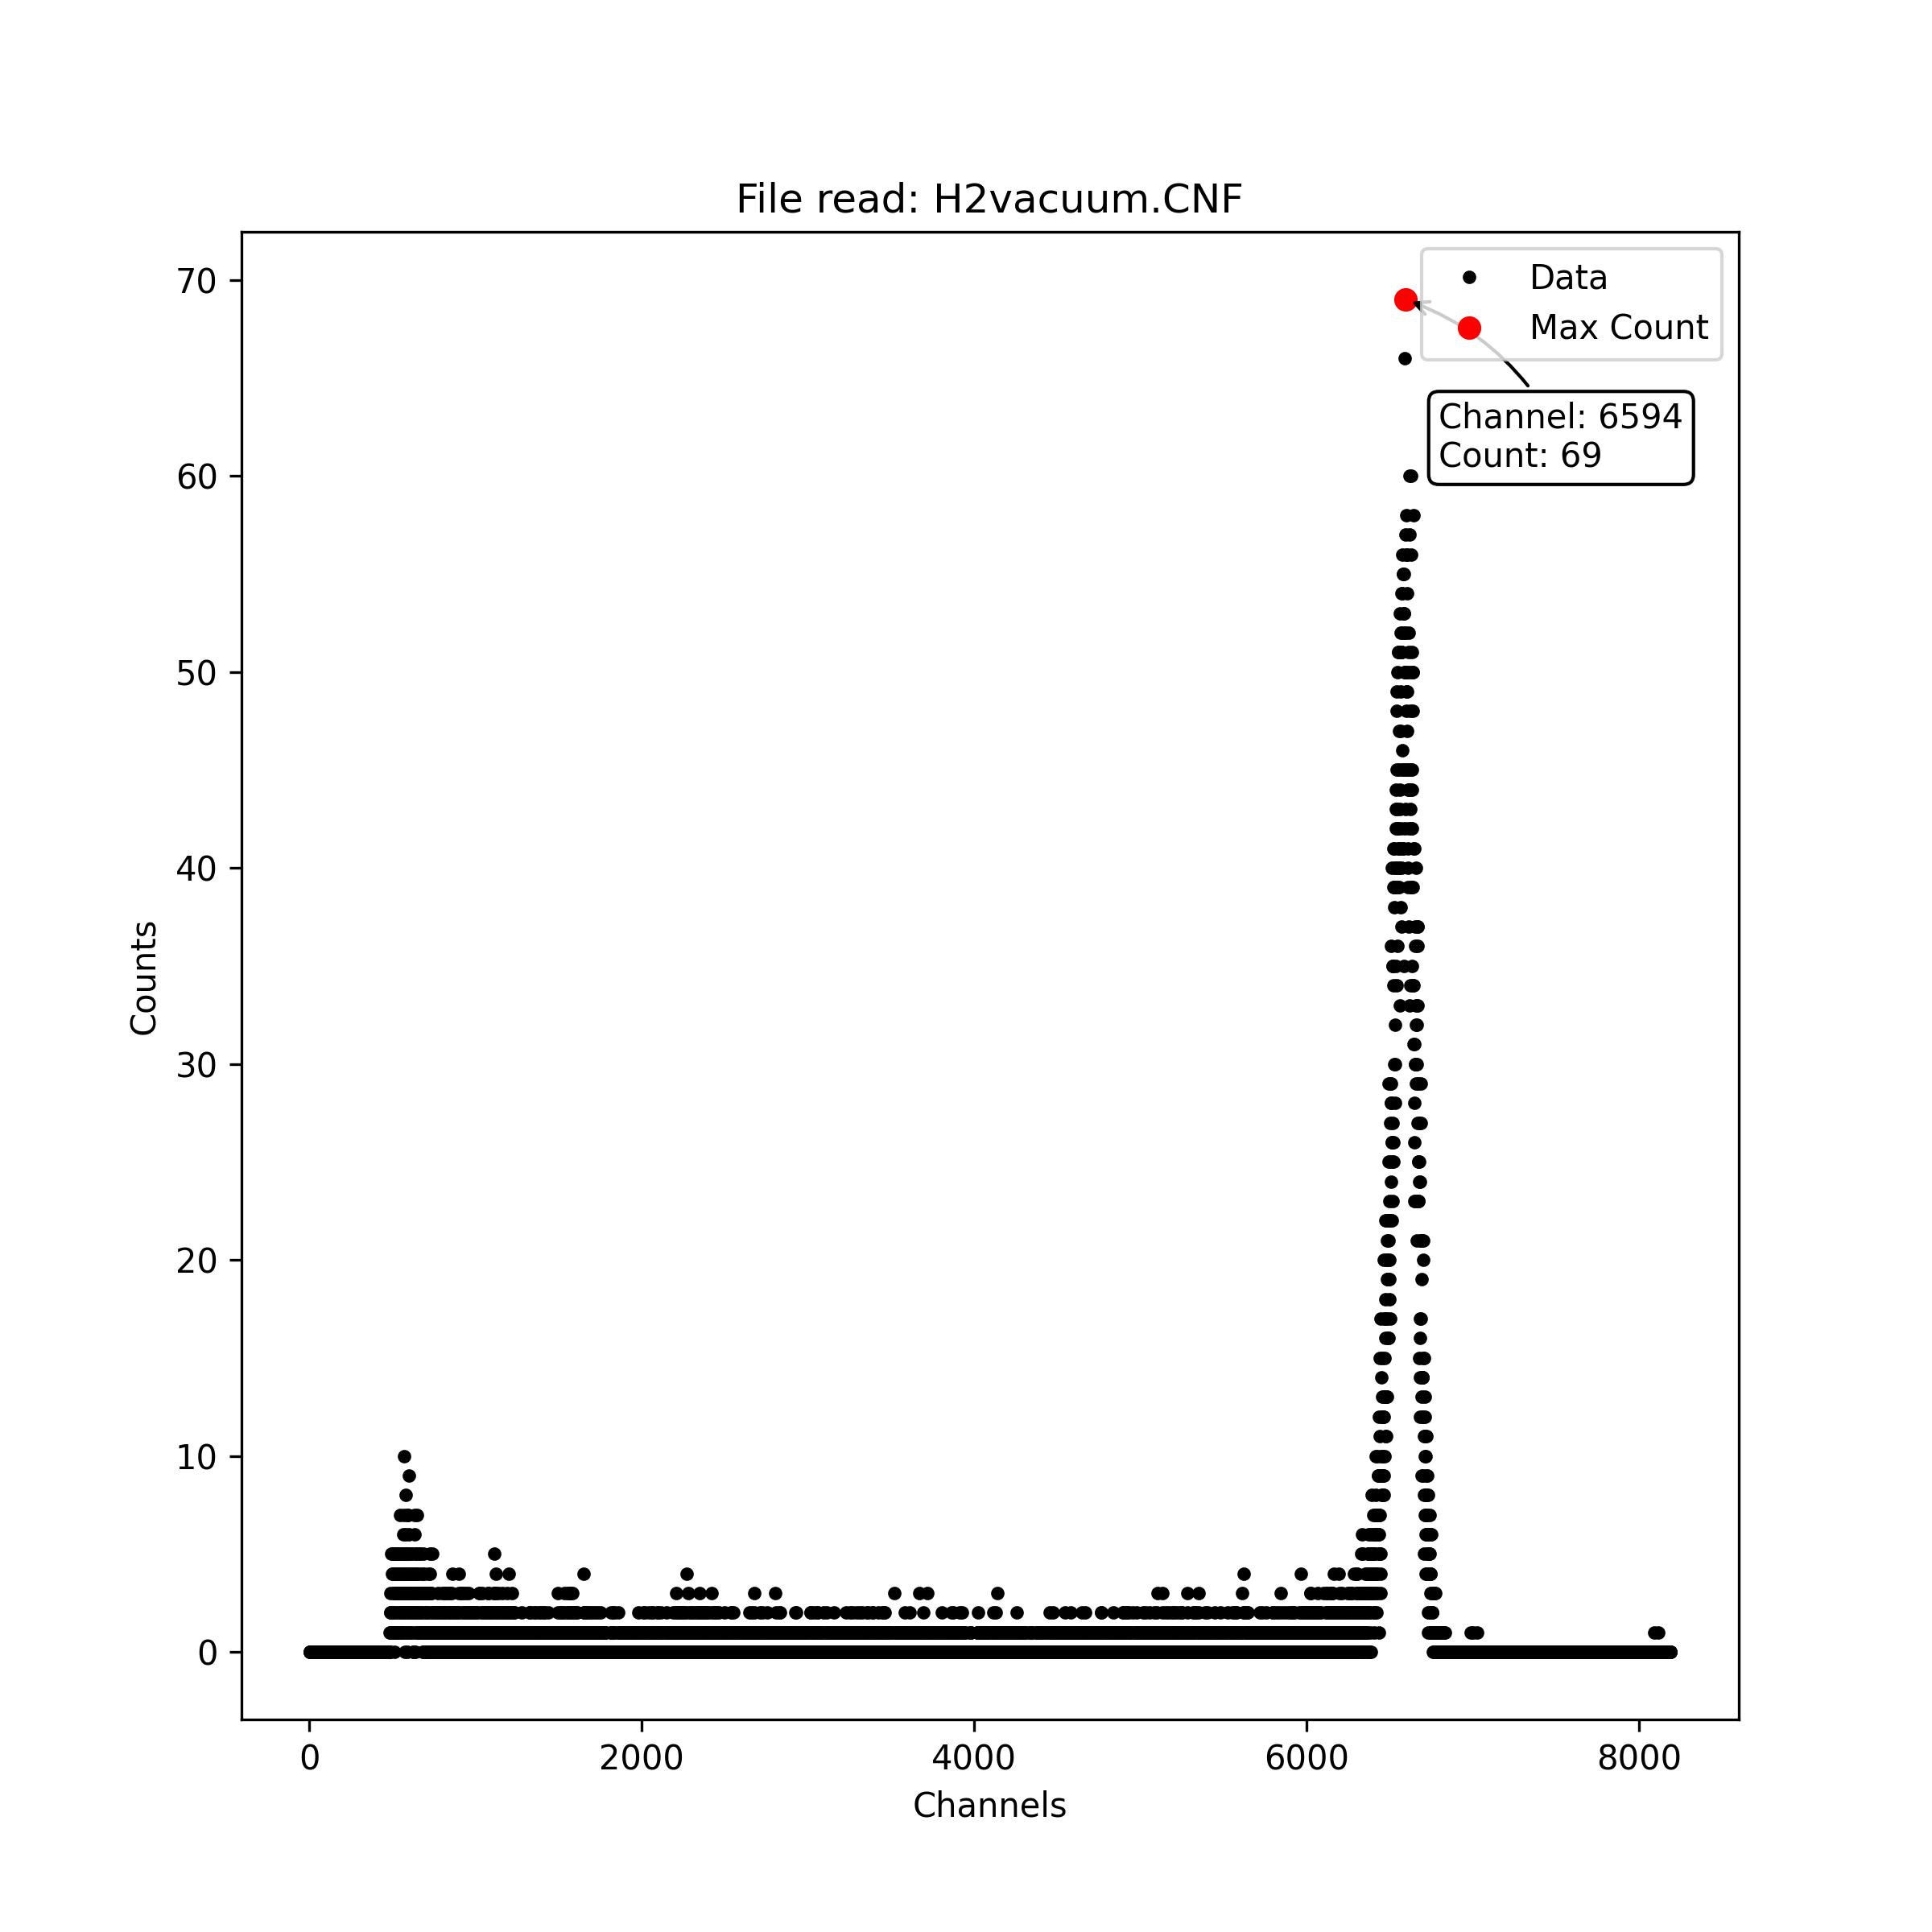 File read: H2vacuum.CNF
Data
Max Count
Channel: 6594
Count: 69
70
60
50
40
30
20
10
0
Counts
0 2000 4000 6000 8000
Channels